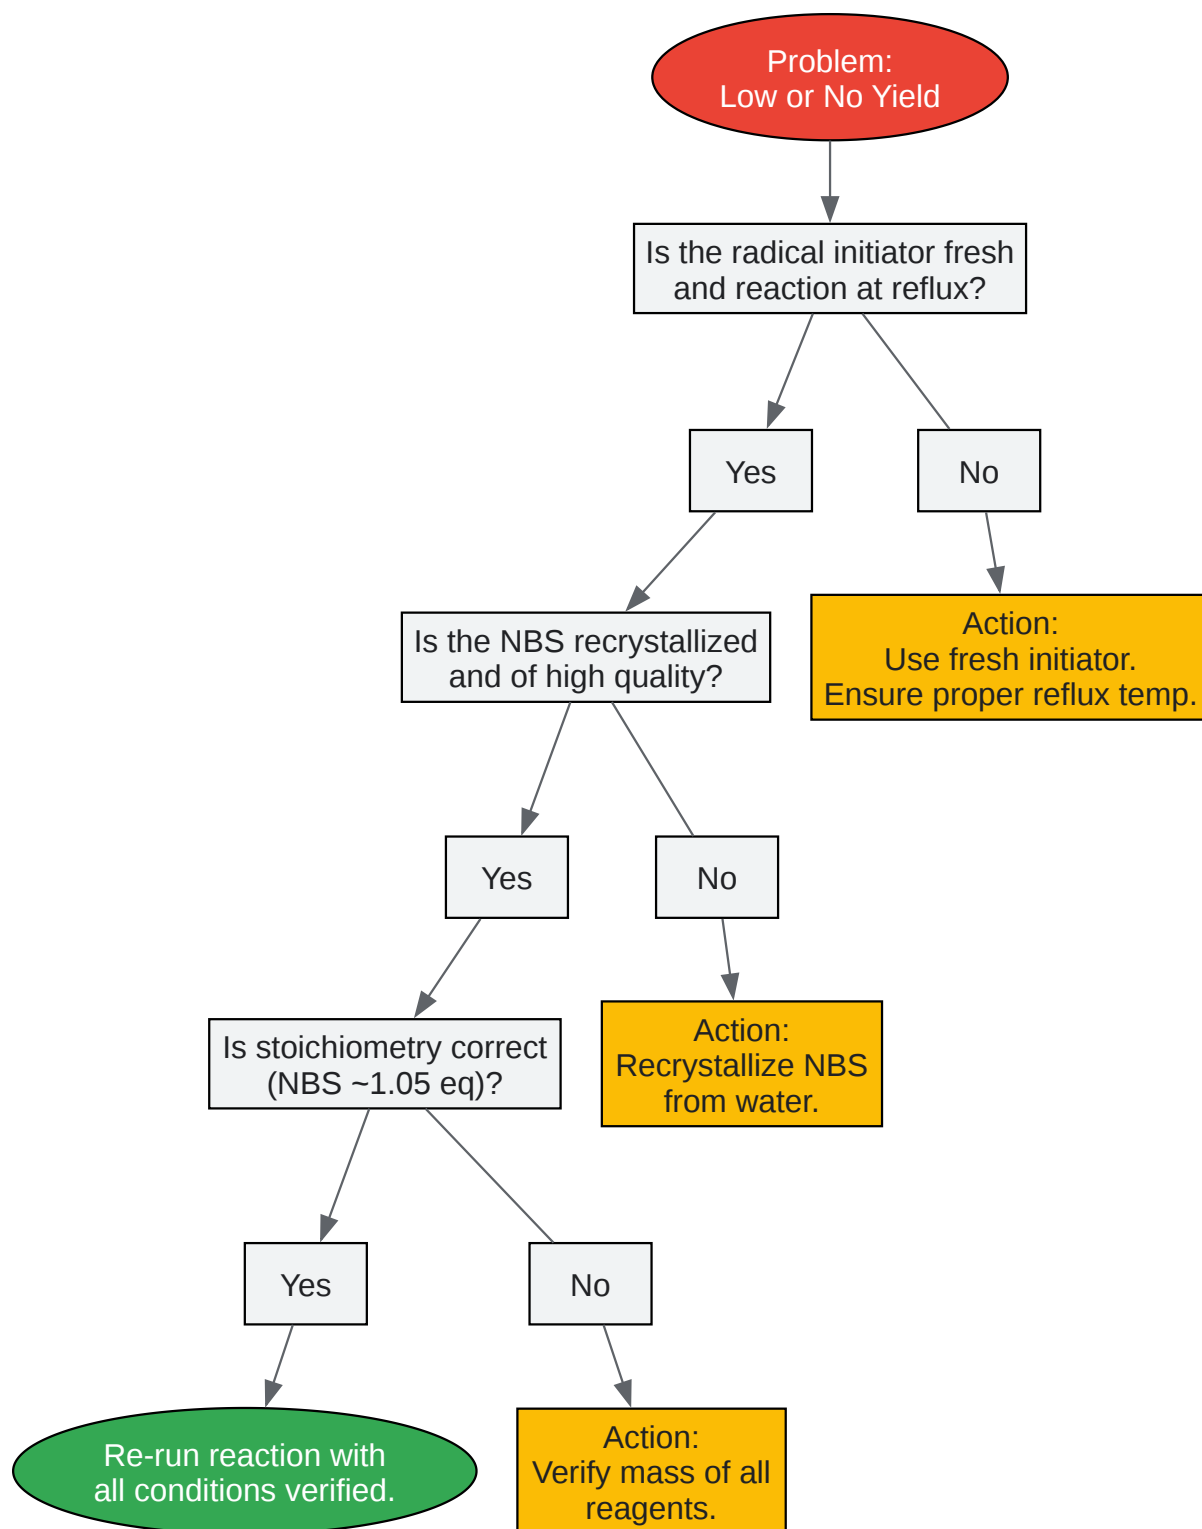 Problem:
Low or No Yield
Is the radical initiator fresh
and reaction at reflux?
Yes
No
Is the NBS recrystallized
and of high quality?
Action:
Use fresh initiator.
Ensure proper reflux temp.
Yes
No
Is stoichiometry correct
(NBS ~1.05 eq)?
Action:
Recrystallize NBS
from water.
Yes
No
Re-run reaction with
all conditions verified.
Action:
Verify mass of all
reagents.